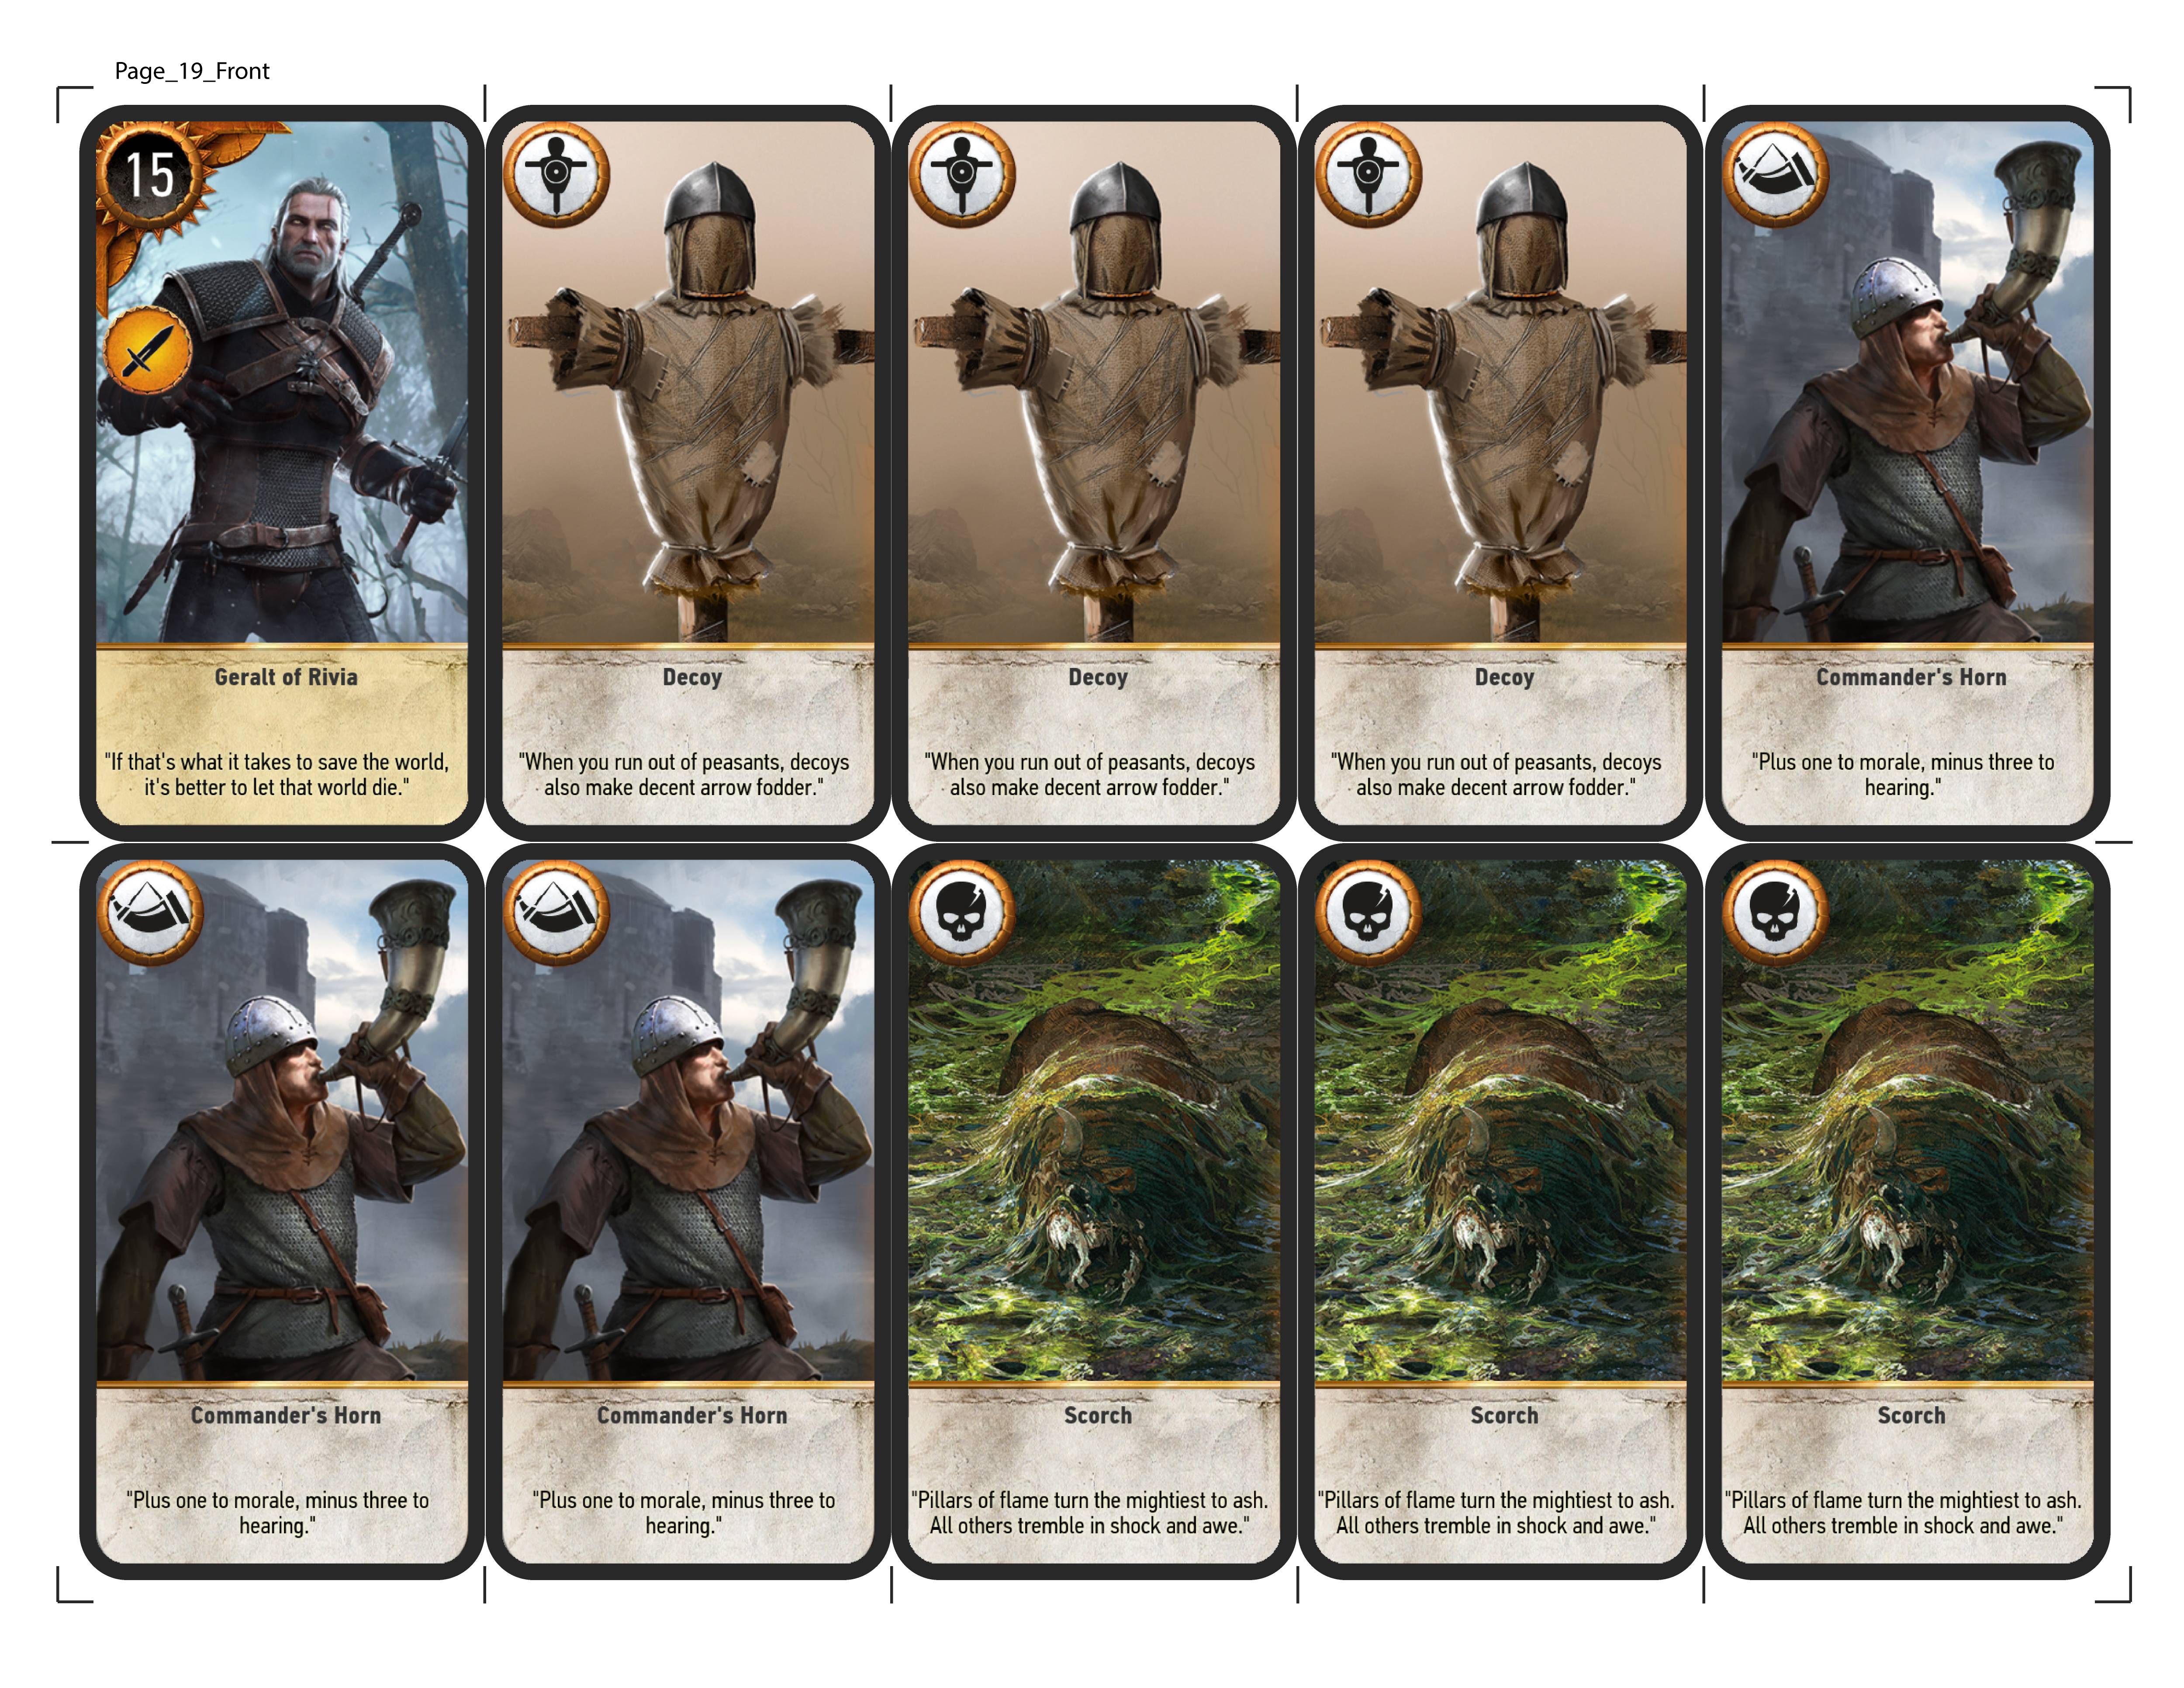 Page_19_Front
15
Geralt of Rivia
"If that's what it takes to save the world,
it's better to let that world die."
Decoy
"When you run out of peasants, decoys
also make decent arrow fodder."
Decoy
"When you run out of peasants, decoys
also make decent arrow fodder."
Decoy
"When you run out of peasants, decoys
also make decent arrow fodder."
Commander's Horn
"Plus one to morale, minus three to
hearing."
Commander's Horn
"Plus one to morale, minus three to
hearing."
Commander's Horn
"Plus one to morale, minus three to
hearing."
Scorch
"Pillars of flame turn the mightiest to ash.
All others tremble in shock and awe."
Scorch
"Pillars of flame turn the mightiest to ash.
All others tremble in shock and awe."
Scorch
"Pillars of flame turn the mightiest to ash.
All others tremble in shock and awe."